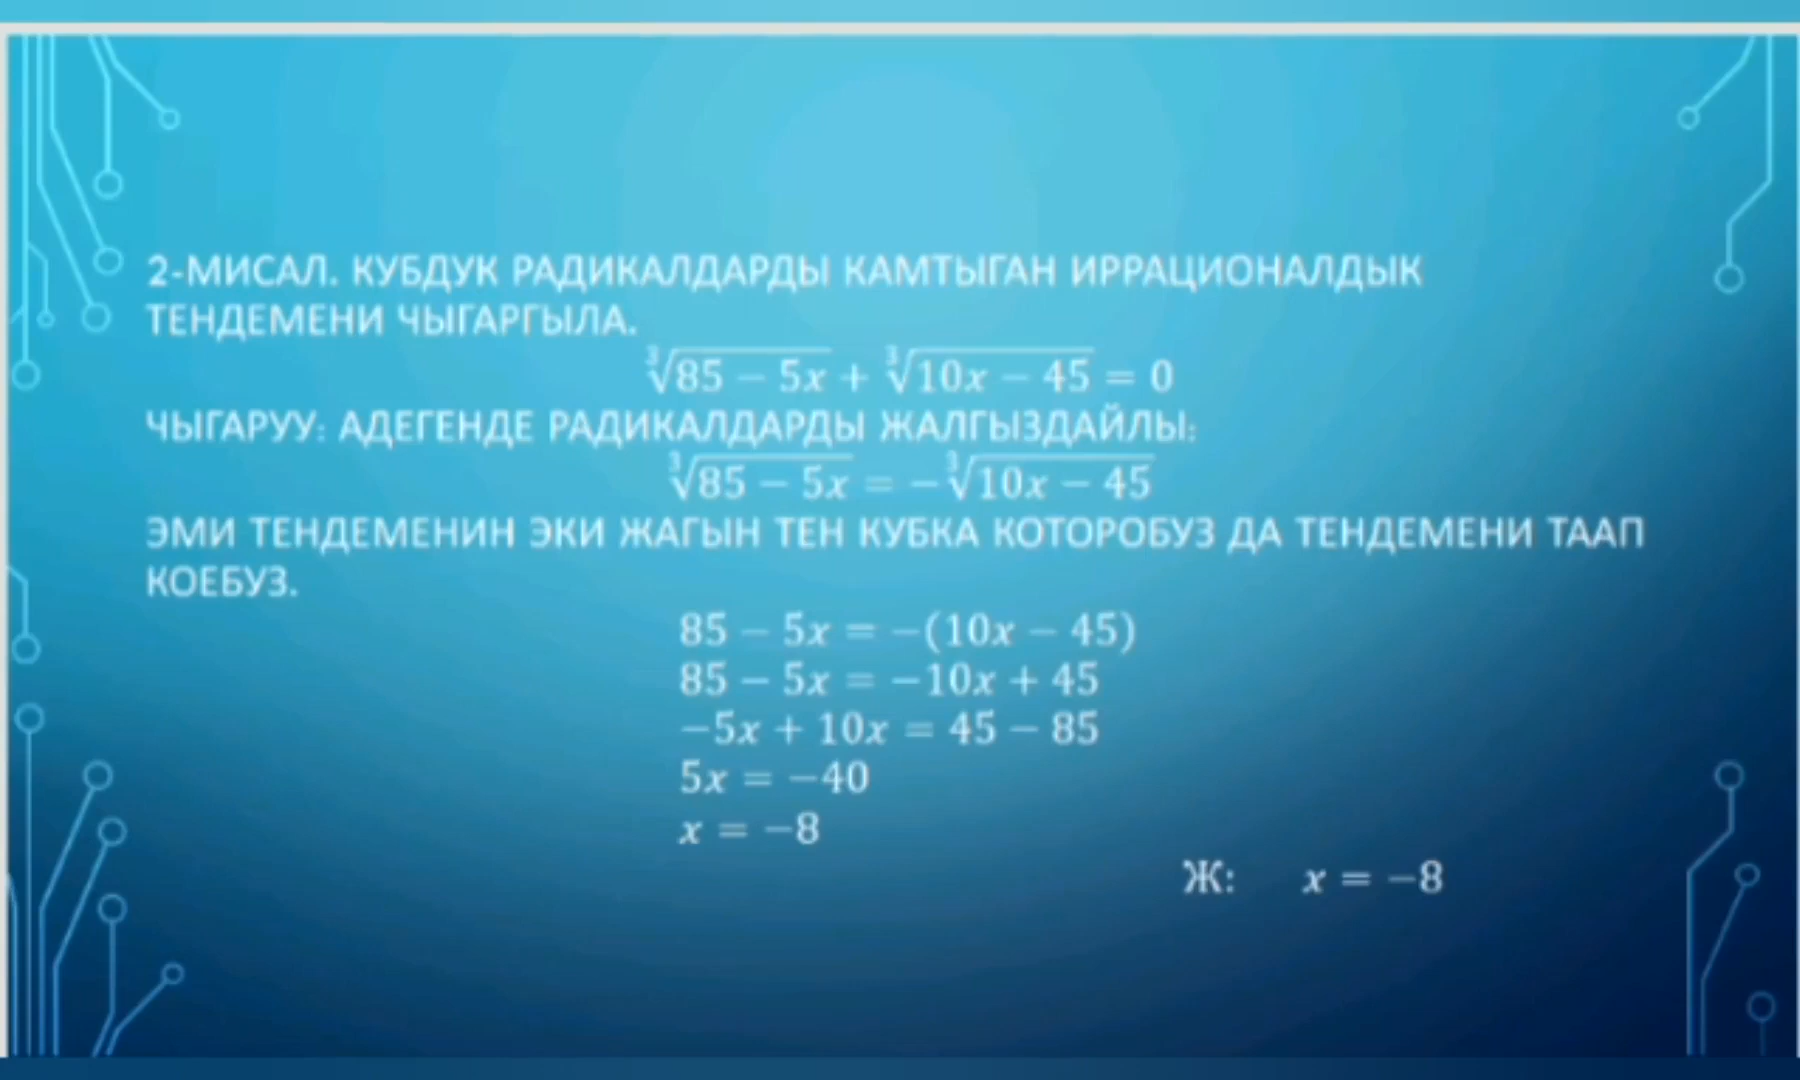 2-МИСАЛ. КУБДУК РАДИКАЛДАРДЫ КАМТЫГАН ИРРАЦИОНАЛДЫК
ТЕНДЕМЕНИ ЧЫГАРГЫЛА.
∛(85 − 5x) + ∛(10x − 45) = 0
ЧЫГАРУУ: АДЕГЕНДЕ РАДИКАЛДАРДЫ ЖАЛГЫЗДАЙЛЫ:
∛(85 − 5x) = −∛(10x − 45)
ЭМИ ТЕНДЕМЕНИН ЭКИ ЖАГЫН ТЕН КУБКА КОТОРОБУЗ ДА ТЕНДЕМЕНИ ТААП
КОЕБУЗ.
85 − 5x = −(10x − 45)
85 − 5x = −10x + 45
−5x + 10x = 45 − 85
5x = −40
x = −8
Ж: x = −8